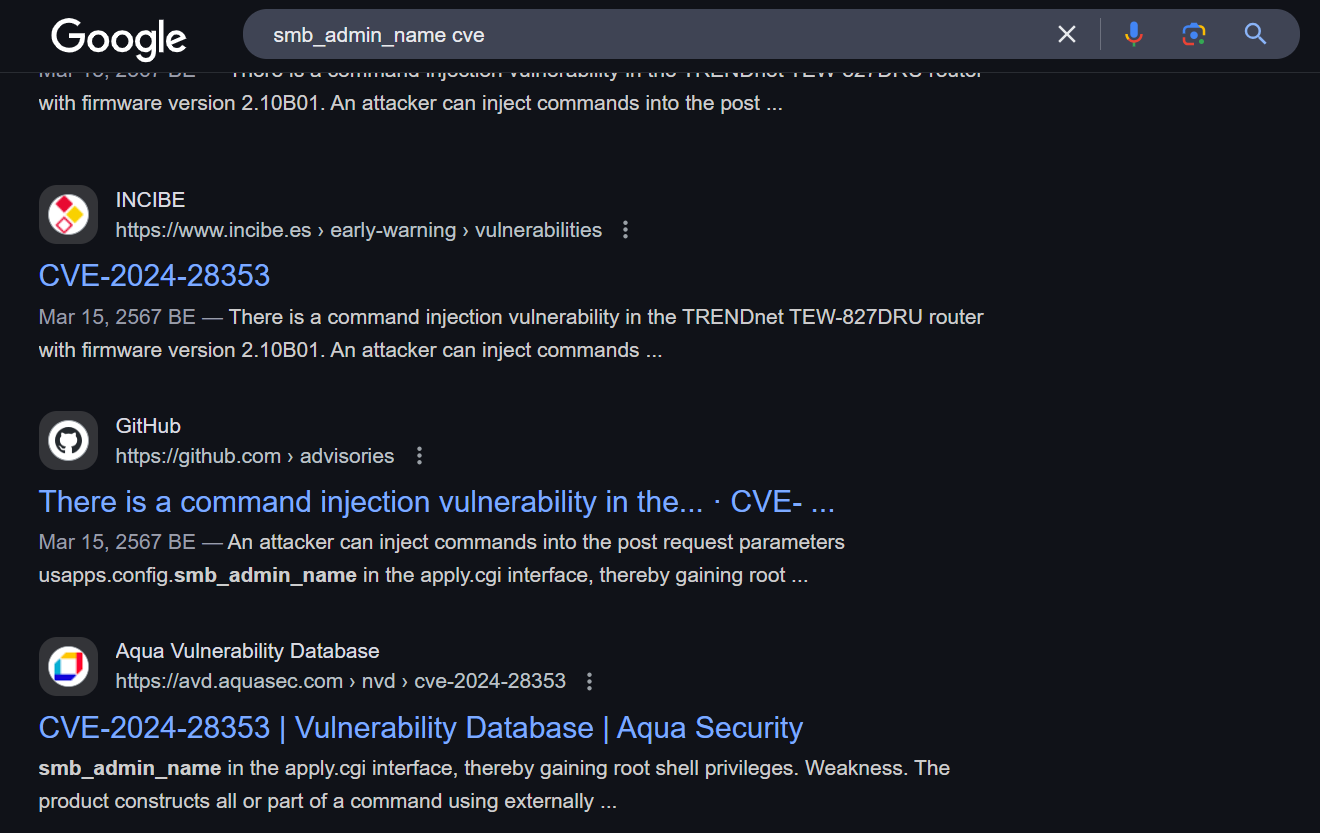 Google
smb_admin_name cve
Mar 15, 2567 BE — There is a command injection vulnerability in the TRENDnet TEW-827DRU router
with firmware version 2.10B01. An attacker can inject commands into the post ...
INCIBE
https://www.incibe.es › early-warning › vulnerabilities
CVE-2024-28353
Mar 15, 2567 BE — There is a command injection vulnerability in the TRENDnet TEW-827DRU router
with firmware version 2.10B01. An attacker can inject commands ...
GitHub
https://github.com › advisories
There is a command injection vulnerability in the... · CVE- ...
Mar 15, 2567 BE — An attacker can inject commands into the post request parameters
usapps.config.smb_admin_name in the apply.cgi interface, thereby gaining root ...
Aqua Vulnerability Database
https://avd.aquasec.com › nvd › cve-2024-28353
CVE-2024-28353 | Vulnerability Database | Aqua Security
smb_admin_name in the apply.cgi interface, thereby gaining root shell privileges. Weakness. The
product constructs all or part of a command using externally ...